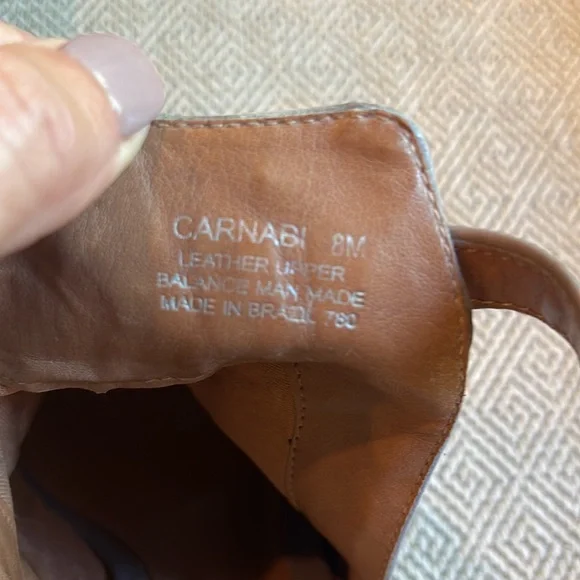 CARNABI 8M
LEATHER UPPER
BALANCE MAN MADE
MADE IN BRAZIL 780